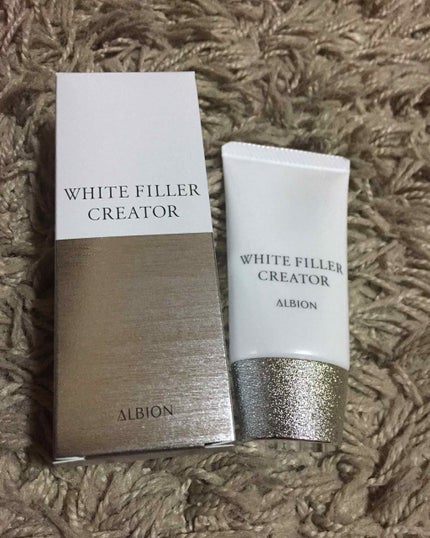 WHITE FILLER
CREATOR
ALBION
WHITE FILLER
CREATOR
ALBION